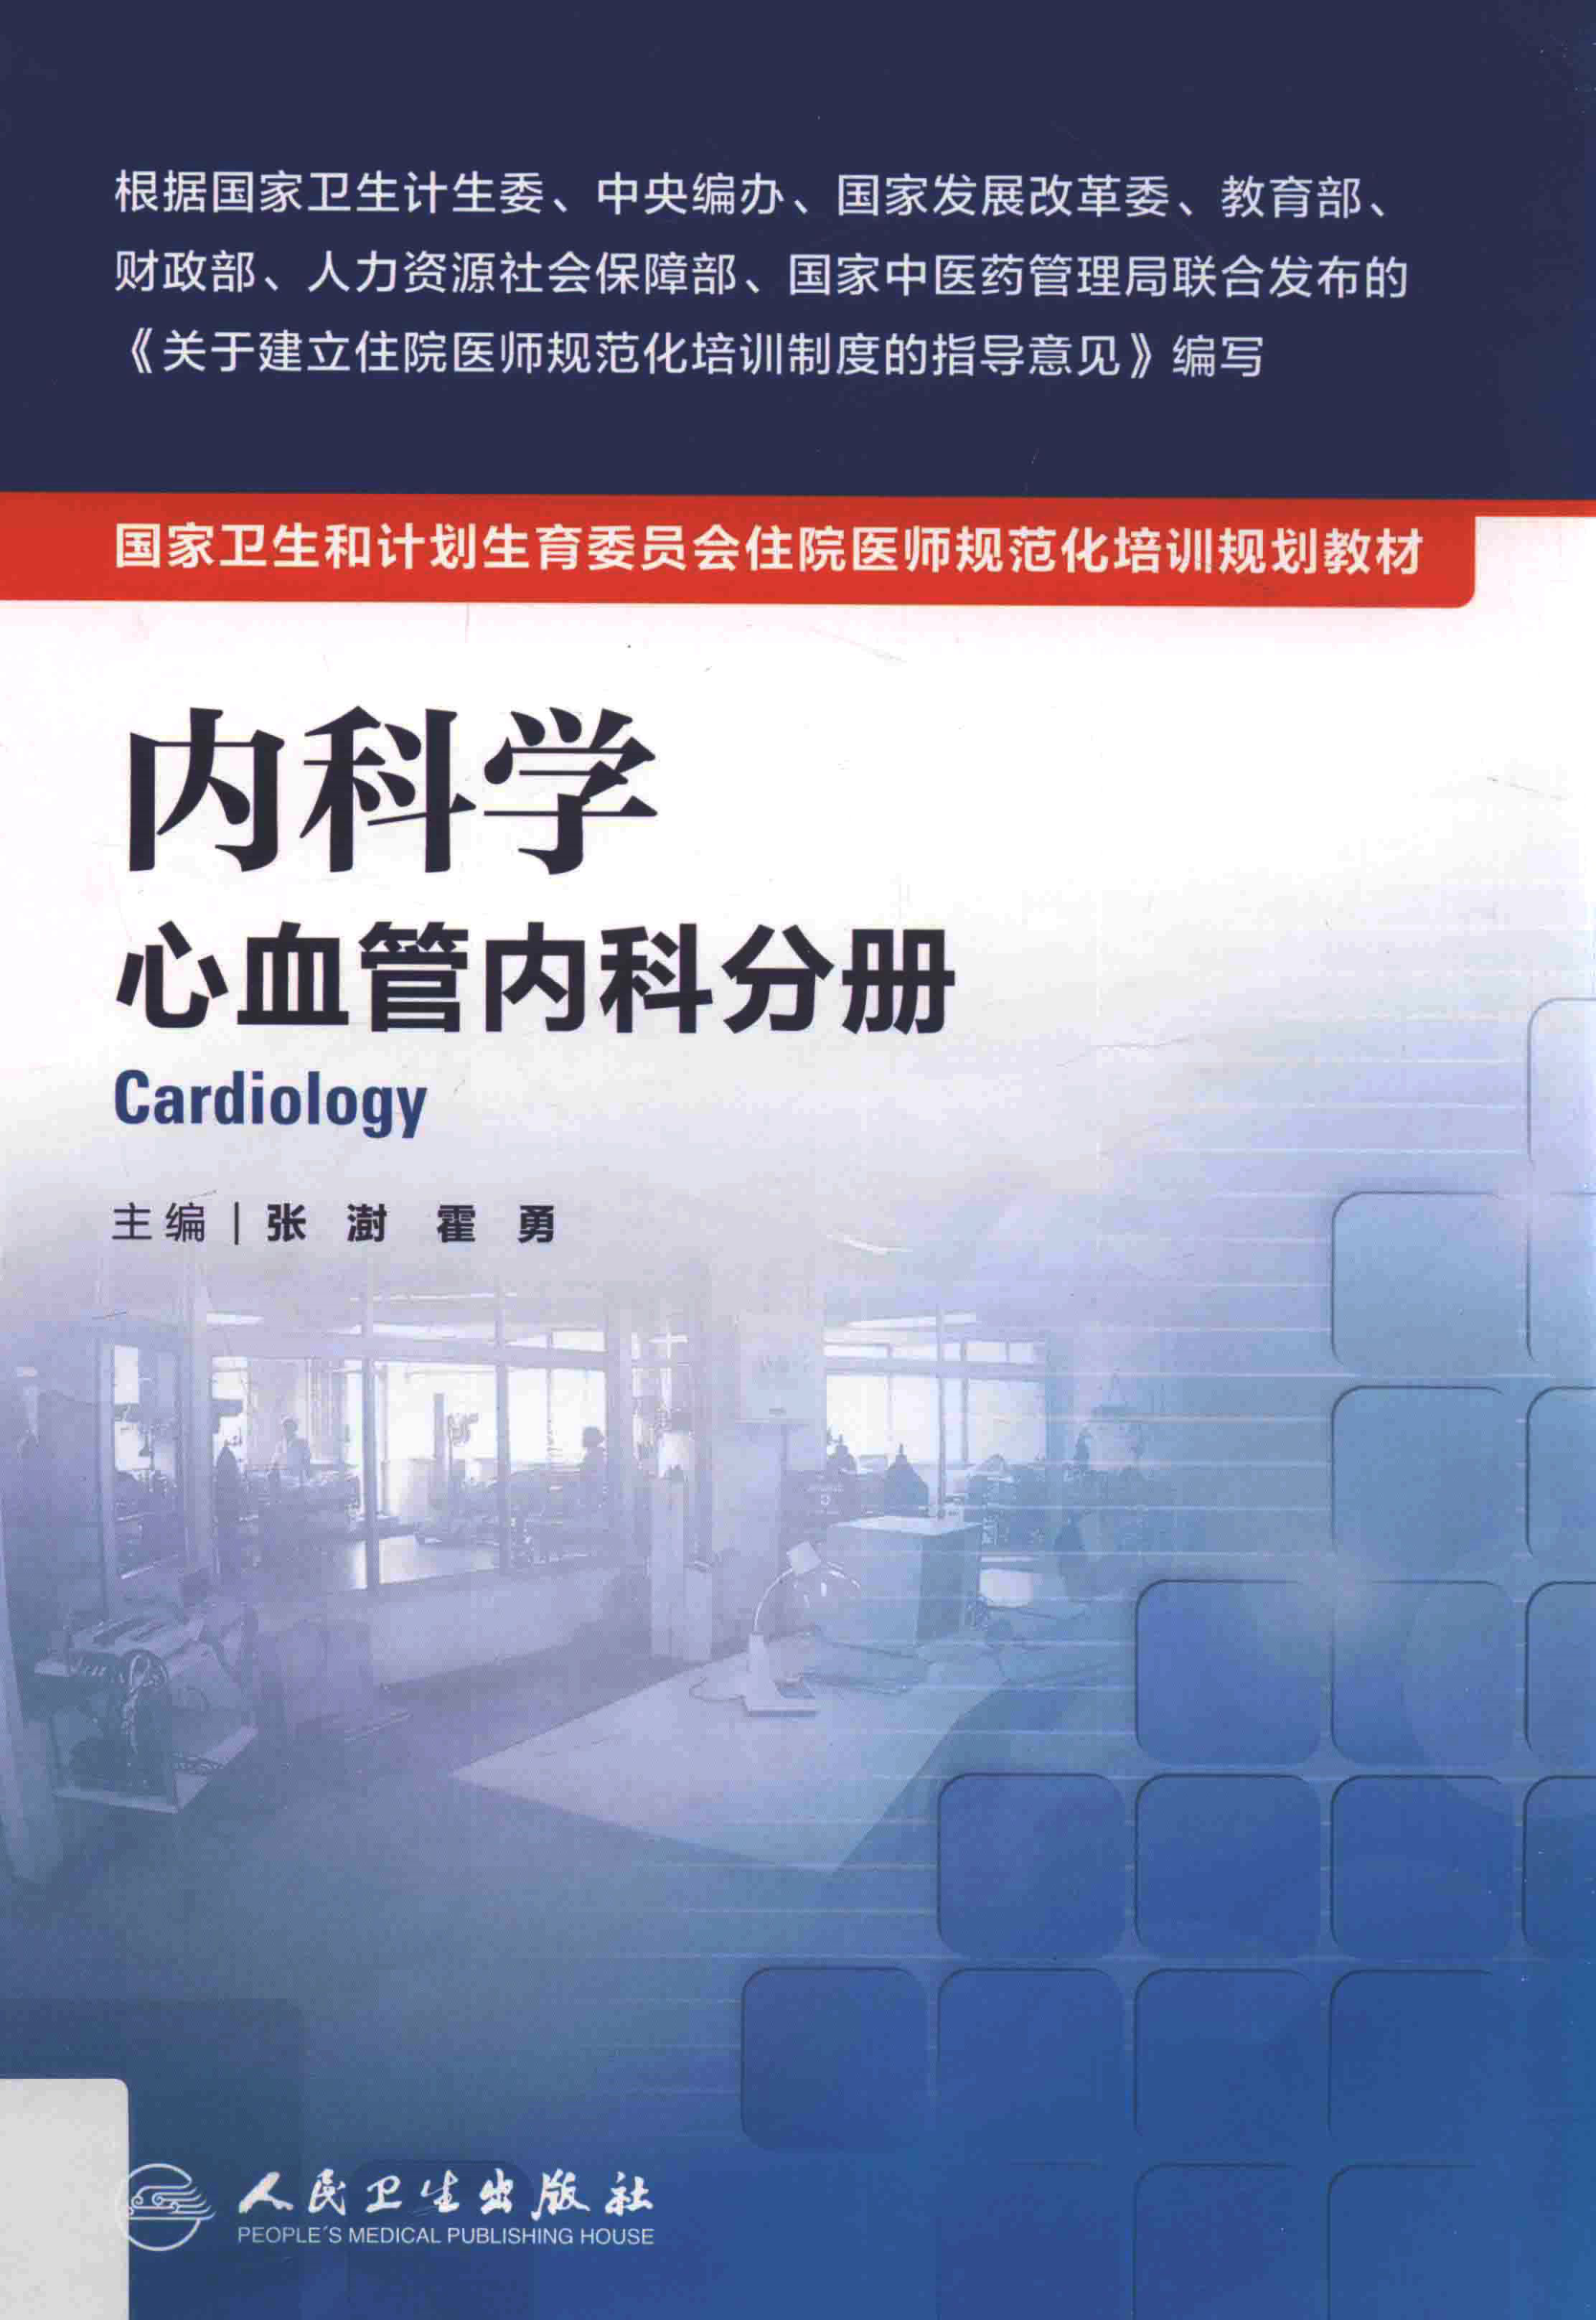 根据国家卫生计生委、中央编办、国家发展改革委、教育部、
财政部、人力资源社会保障部、国家中医药管理局联合发布的
《关于建立住院医师规范化培训制度的指导意见》编写
国家卫生和计划生育委员会住院医师规范化培训规划教材
内科学
心血管内科分册
Cardiology
主编｜张 澍 霍 勇
人民卫生出版社
PEOPLE'S MEDICAL PUBLISHING HOUSE